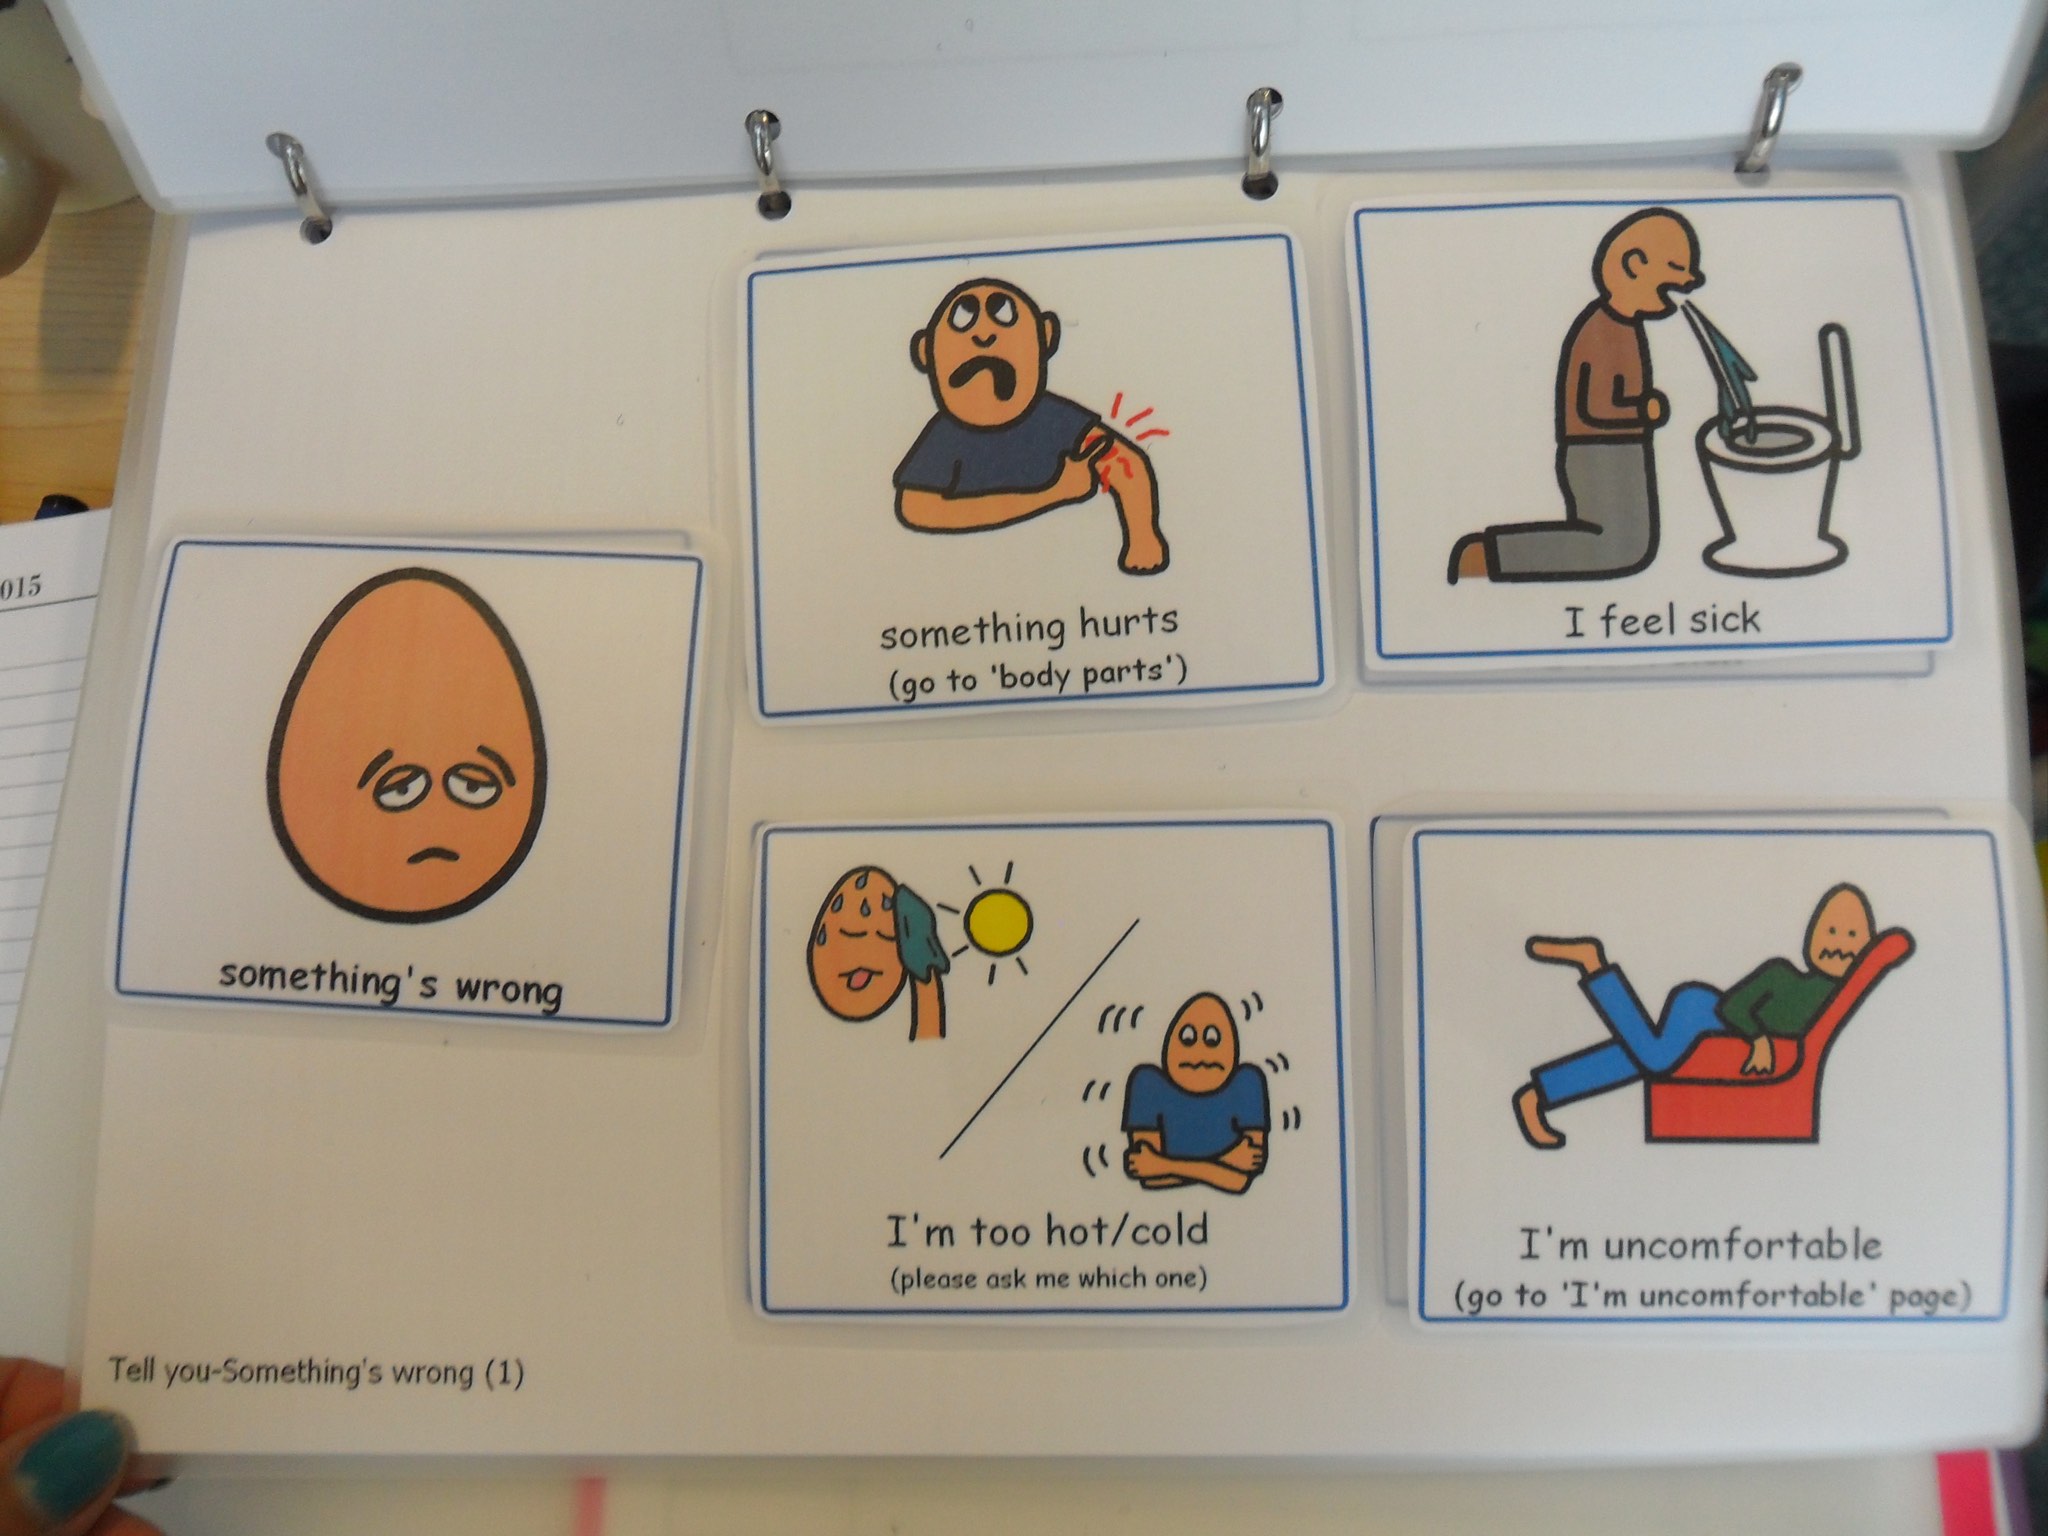 015
something's wrong
something hurts
(go to 'body parts')
I feel sick
I'm too hot/cold
(please ask me which one)
I'm uncomfortable
(go to 'I'm uncomfortable' page)
Tell you-Something's wrong (1)